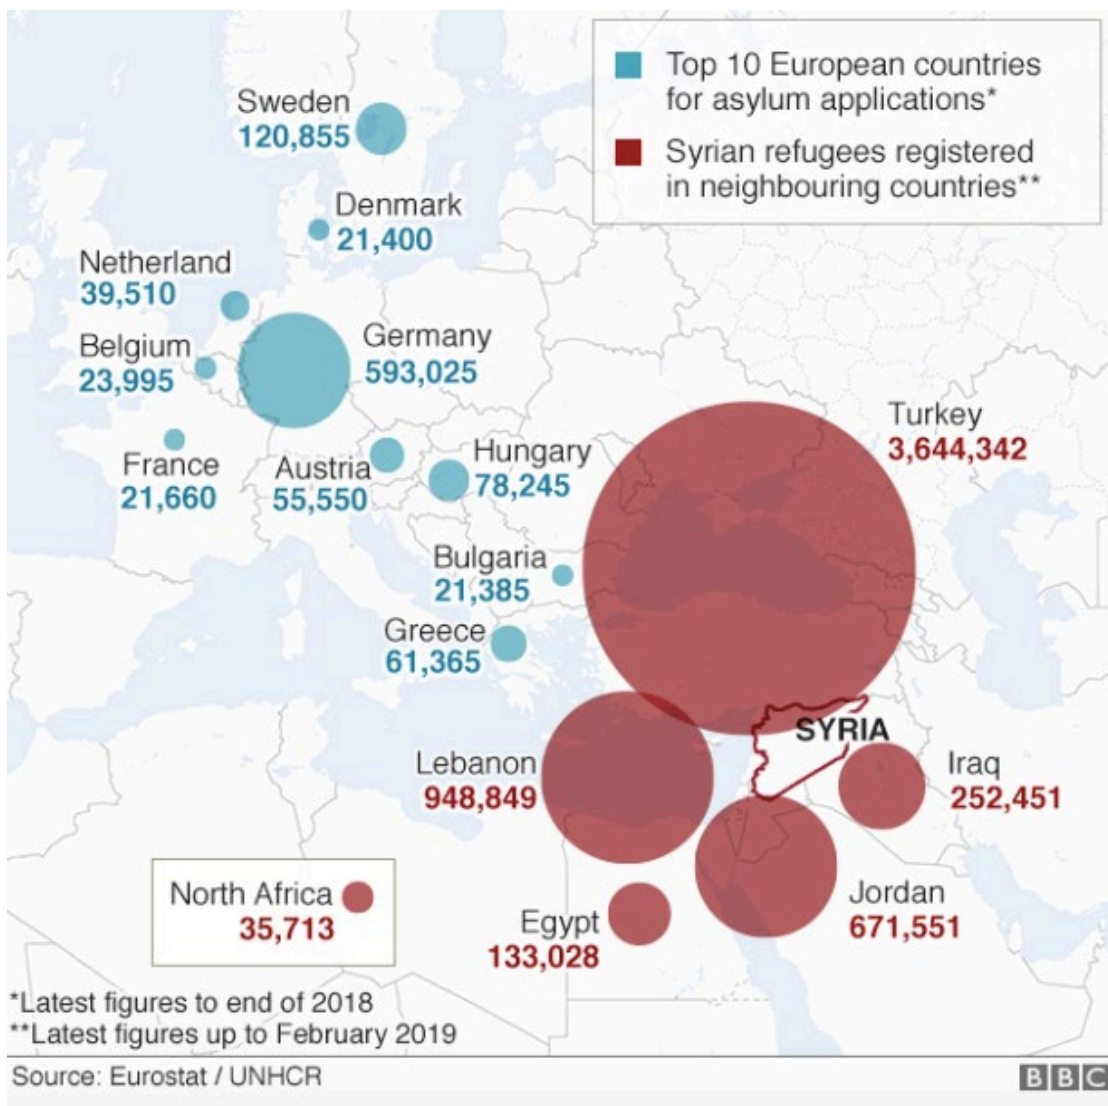 Top 10 European countries
for asylum applications*
Syrian refugees registered
in neighbouring countries**
Sweden
120,855
Denmark
21,400
Netherland
39,510
Belgium
23,995
Germany
593,025
France
21,660
Austria
55,550
Hungary
78,245
Bulgaria
21,385
Greece
61,365
Turkey
3,644,342
SYRIA
Lebanon
948,849
Iraq
252,451
Jordan
671,551
Egypt
133,028
North Africa
35,713
*Latest figures to end of 2018
**Latest figures up to February 2019
Source: Eurostat / UNHCR
BBC